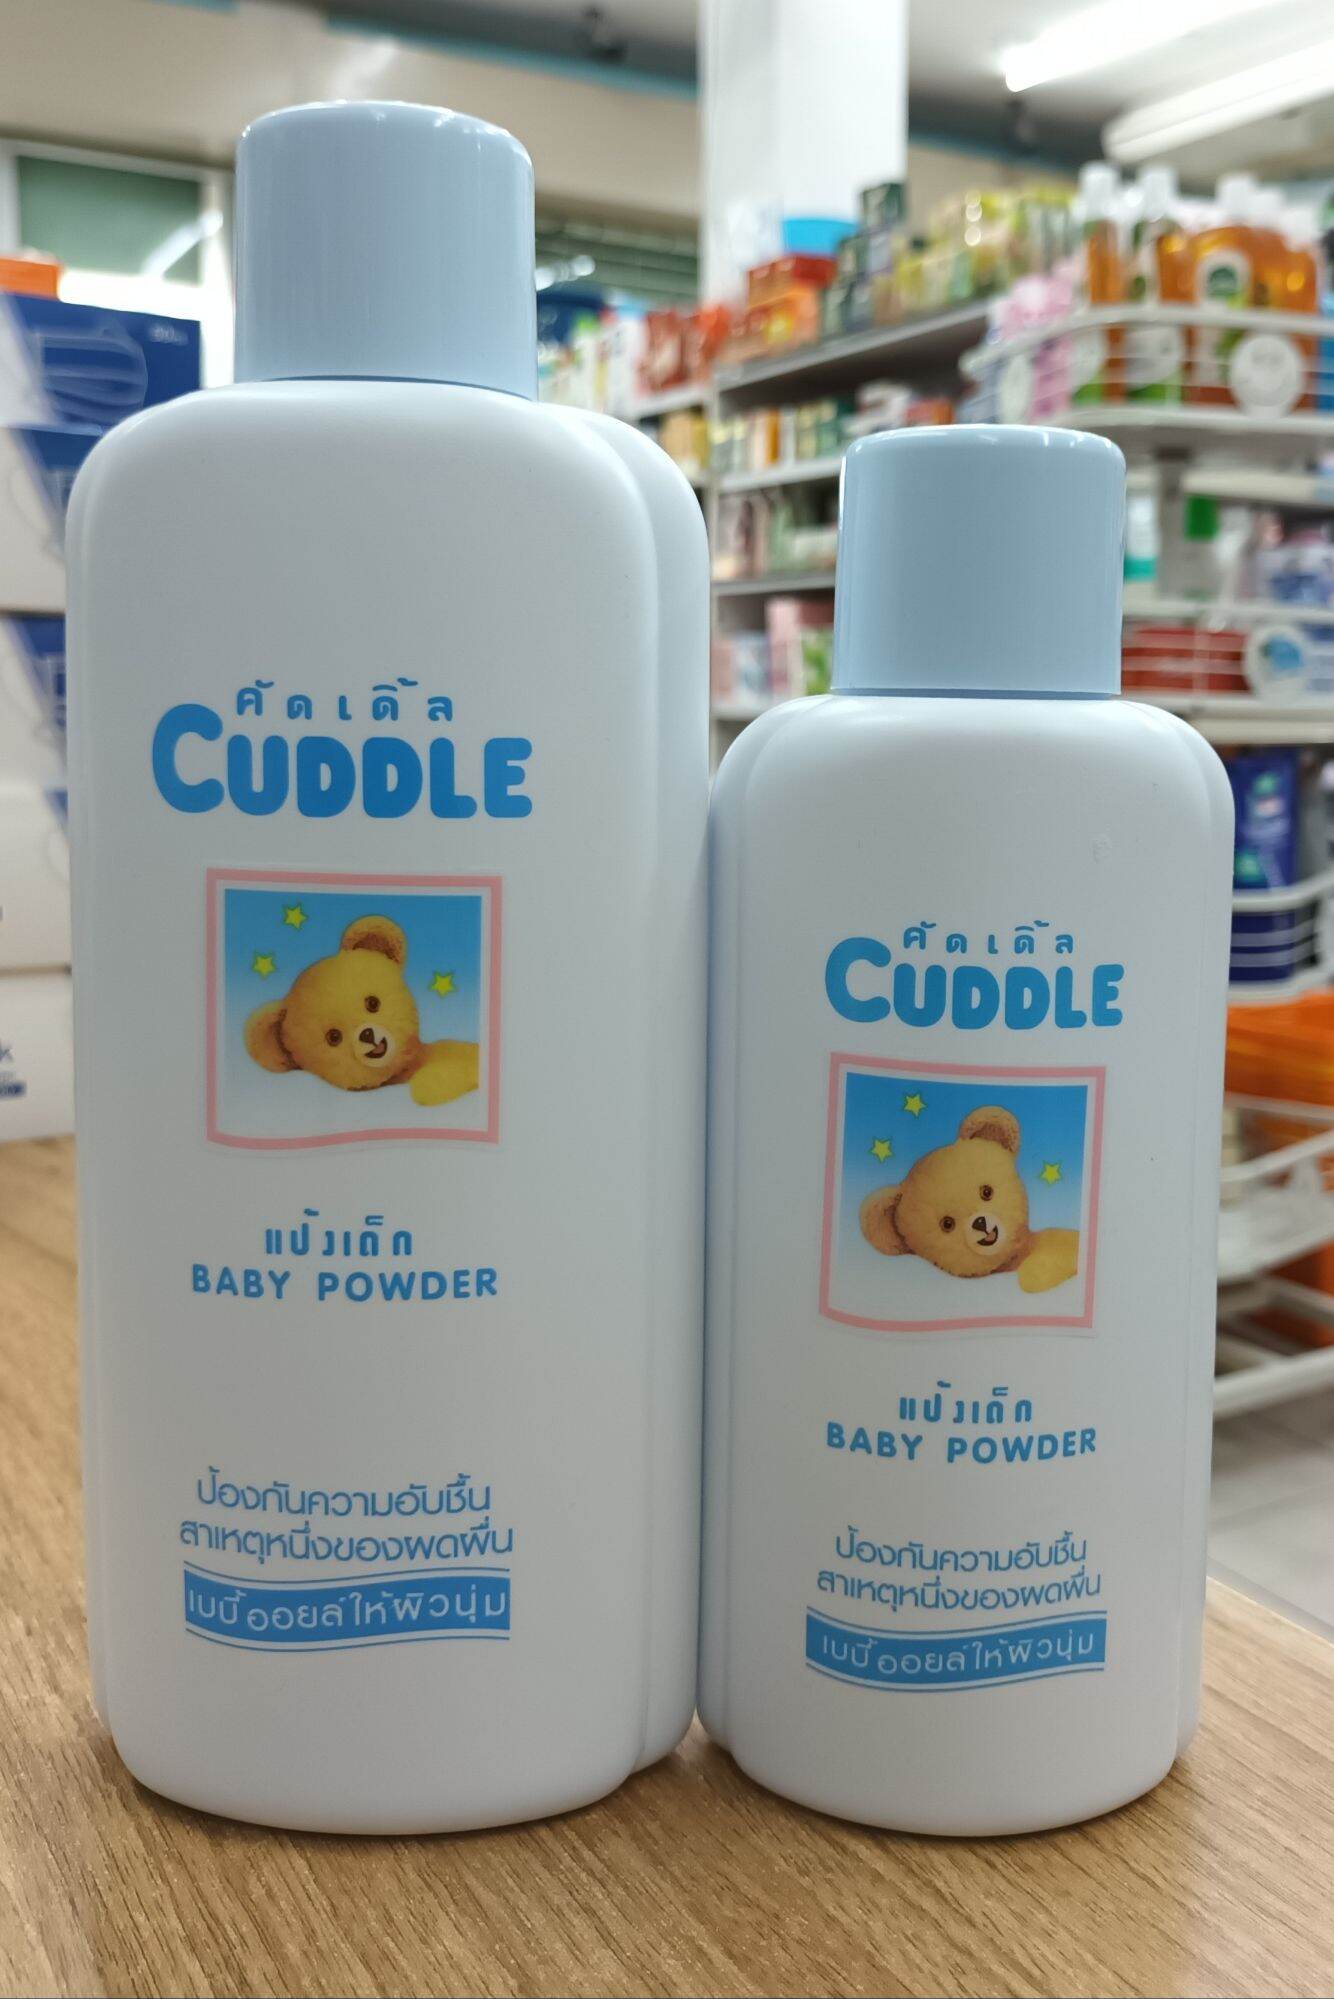 คัดเดิ้ล
CUDDLE
แป้งเด็ก
BABY POWDER
ป้องกันความอับชื้น
สาเหตุหนึ่งของผดผื่น
เบบี้ออยล์ให้ผิวนุ่ม
คัดเดิ้ล
CUDDLE
แป้งเด็ก
BABY POWDER
ป้องกันความอับชื้น
สาเหตุหนึ่งของผดผื่น
เบบี้ออยล์ให้ผิวนุ่ม